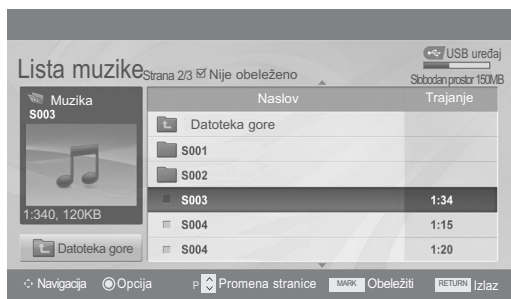 USB uređaj
Lista muzike Strana 2/3 Nije obeleženo
Slobodan prostor 150MB
Muzika
S003
1:340, 120KB
Datoteka gore
Naslov Trajanje
Datoteka gore
S001
S002
S003 1:34
S004 1:15
S004 1:20
Navigacija Opcija P Promena stranice MARK Obeležiti RETURN Izlaz